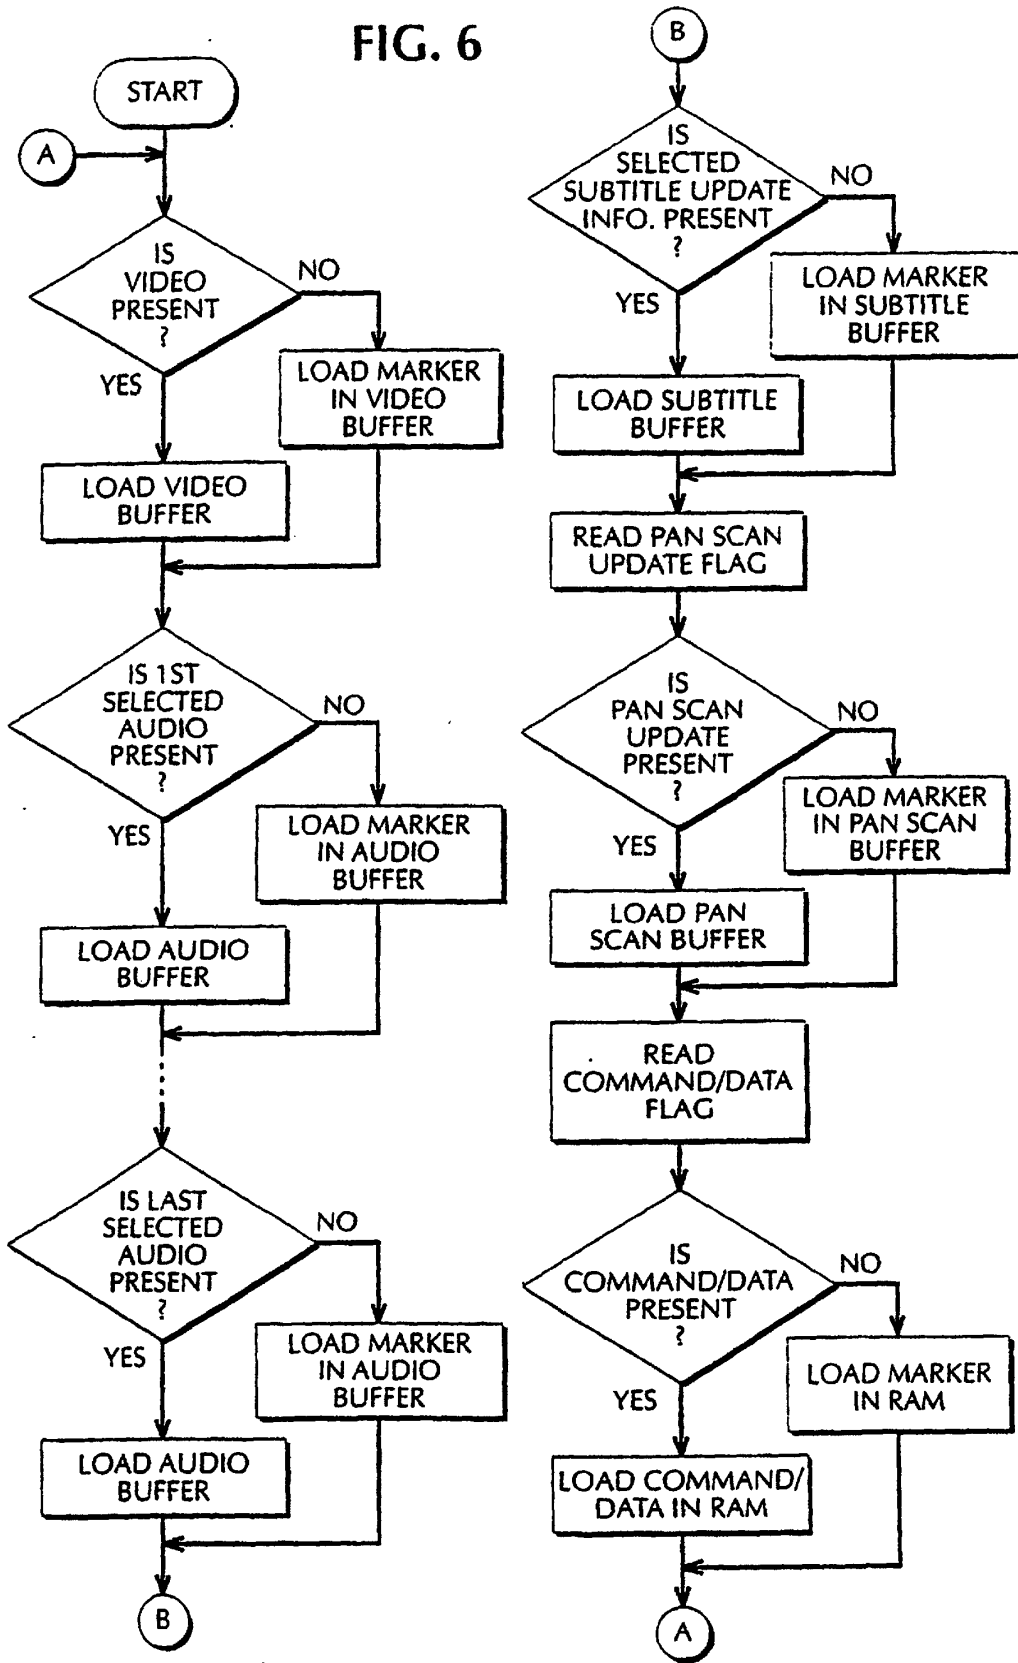 FIG. 6
START
A
IS
VIDEO
PRESENT
?
NO
YES
LOAD MARKER
IN VIDEO
BUFFER
LOAD VIDEO
BUFFER
IS 1ST
SELECTED
AUDIO
PRESENT
?
NO
YES
LOAD MARKER
IN AUDIO
BUFFER
LOAD AUDIO
BUFFER
IS LAST
SELECTED
AUDIO
PRESENT
?
NO
YES
LOAD MARKER
IN AUDIO
BUFFER
LOAD AUDIO
BUFFER
B
B
IS
SELECTED
SUBTITLE UPDATE
INFO. PRESENT
?
NO
YES
LOAD MARKER
IN SUBTITLE
BUFFER
LOAD SUBTITLE
BUFFER
READ PAN SCAN
UPDATE FLAG
IS
PAN SCAN
UPDATE
PRESENT
?
NO
YES
LOAD MARKER
IN PAN SCAN
BUFFER
LOAD PAN
SCAN BUFFER
READ
COMMAND/DATA
FLAG
IS
COMMAND/DATA
PRESENT
?
NO
YES
LOAD MARKER
IN RAM
LOAD COMMAND/
DATA IN RAM
A